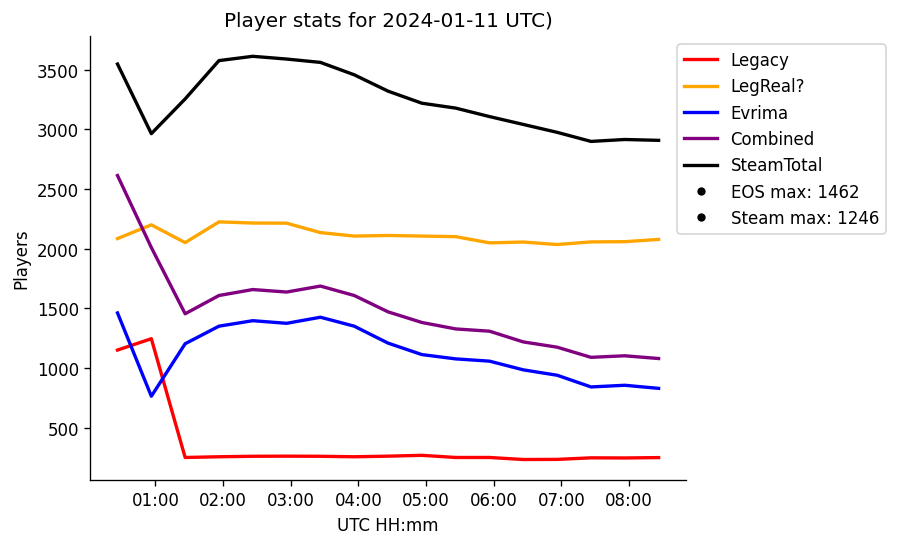 Player stats for 2024-01-11 UTC)
Legacy
LegReal?
Evrima
Combined
SteamTotal
EOS max: 1462
Steam max: 1246
Players
3500
3000
2500
2000
1500
1000
500
01:00 02:00 03:00 04:00 05:00 06:00 07:00 08:00
UTC HH:mm